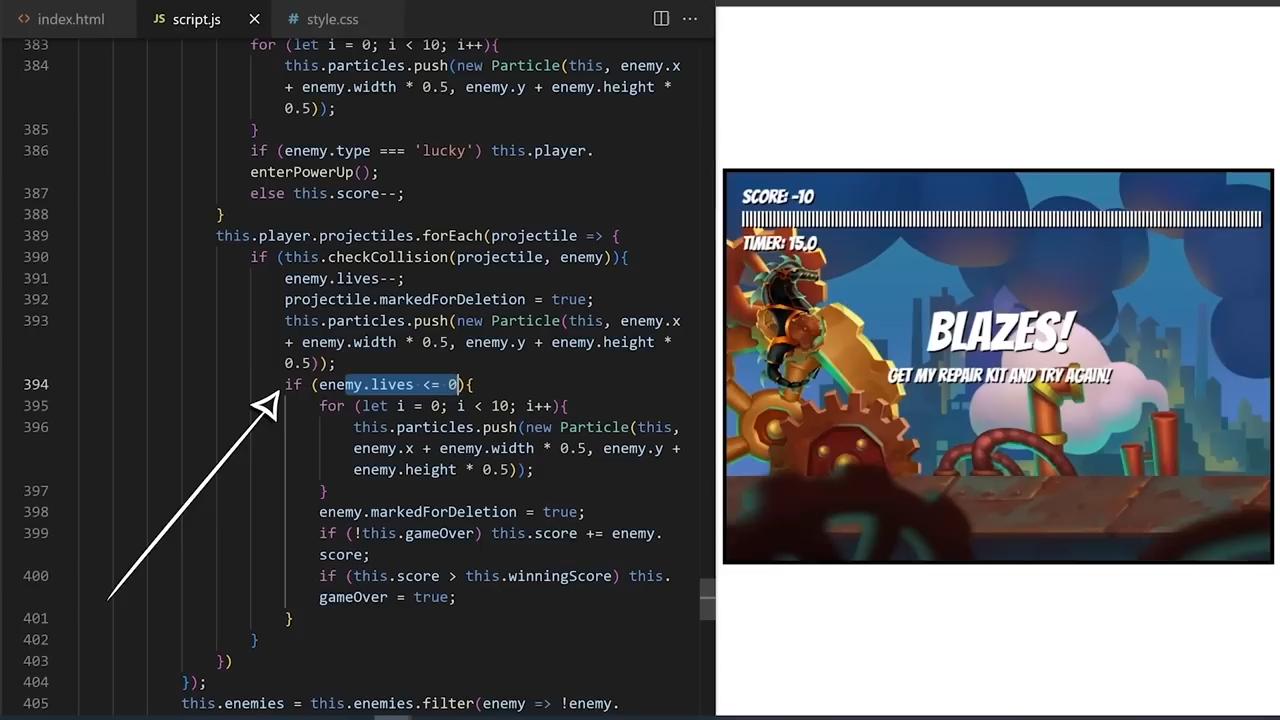 <> index.html JS script.js × # style.css ...
383 for (let i = 0; i < 10; i++){
384 this.particles.push(new Particle(this, enemy.x
+ enemy.width * 0.5, enemy.y + enemy.height *
0.5));
385 }
386 if (enemy.type === 'lucky') this.player.
enterPowerUp();
387 else this.score--;
388 }
389 this.player.projectiles.forEach(projectile => {
390 if (this.checkCollision(projectile, enemy)){
391 enemy.lives--;
392 projectile.markedForDeletion = true;
393 this.particles.push(new Particle(this, enemy.x
+ enemy.width * 0.5, enemy.y + enemy.height *
0.5));
394 if (enemy.lives <= 0){
395 for (let i = 0; i < 10; i++){
396 this.particles.push(new Particle(this,
enemy.x + enemy.width * 0.5, enemy.y +
enemy.height * 0.5));
397 }
398 enemy.markedForDeletion = true;
399 if (!this.gameOver) this.score += enemy.
score;
400 if (this.score > this.winningScore) this.
gameOver = true;
401 }
402 }
403 })
404 });
405 this.enemies = this.enemies.filter(enemy => !enemy.
SCORE: -10
TIMER: 15.0
BLAZES!
GET MY REPAIR KIT AND TRY AGAIN!